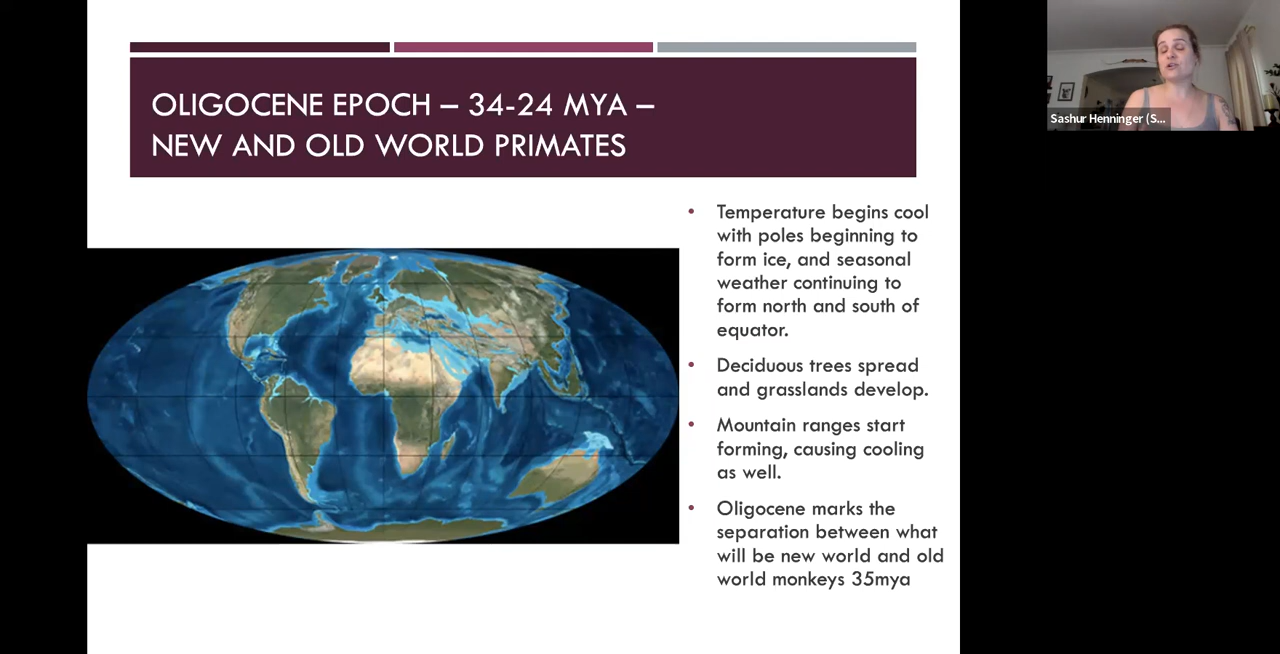 OLIGOCENE EPOCH – 34-24 MYA –
NEW AND OLD WORLD PRIMATES
• Temperature begins cool
with poles beginning to
form ice, and seasonal
weather continuing to
form north and south of
equator.
• Deciduous trees spread
and grasslands develop.
• Mountain ranges start
forming, causing cooling
as well.
• Oligocene marks the
separation between what
will be new world and old
world monkeys 35mya
Sashur Henninger (S...